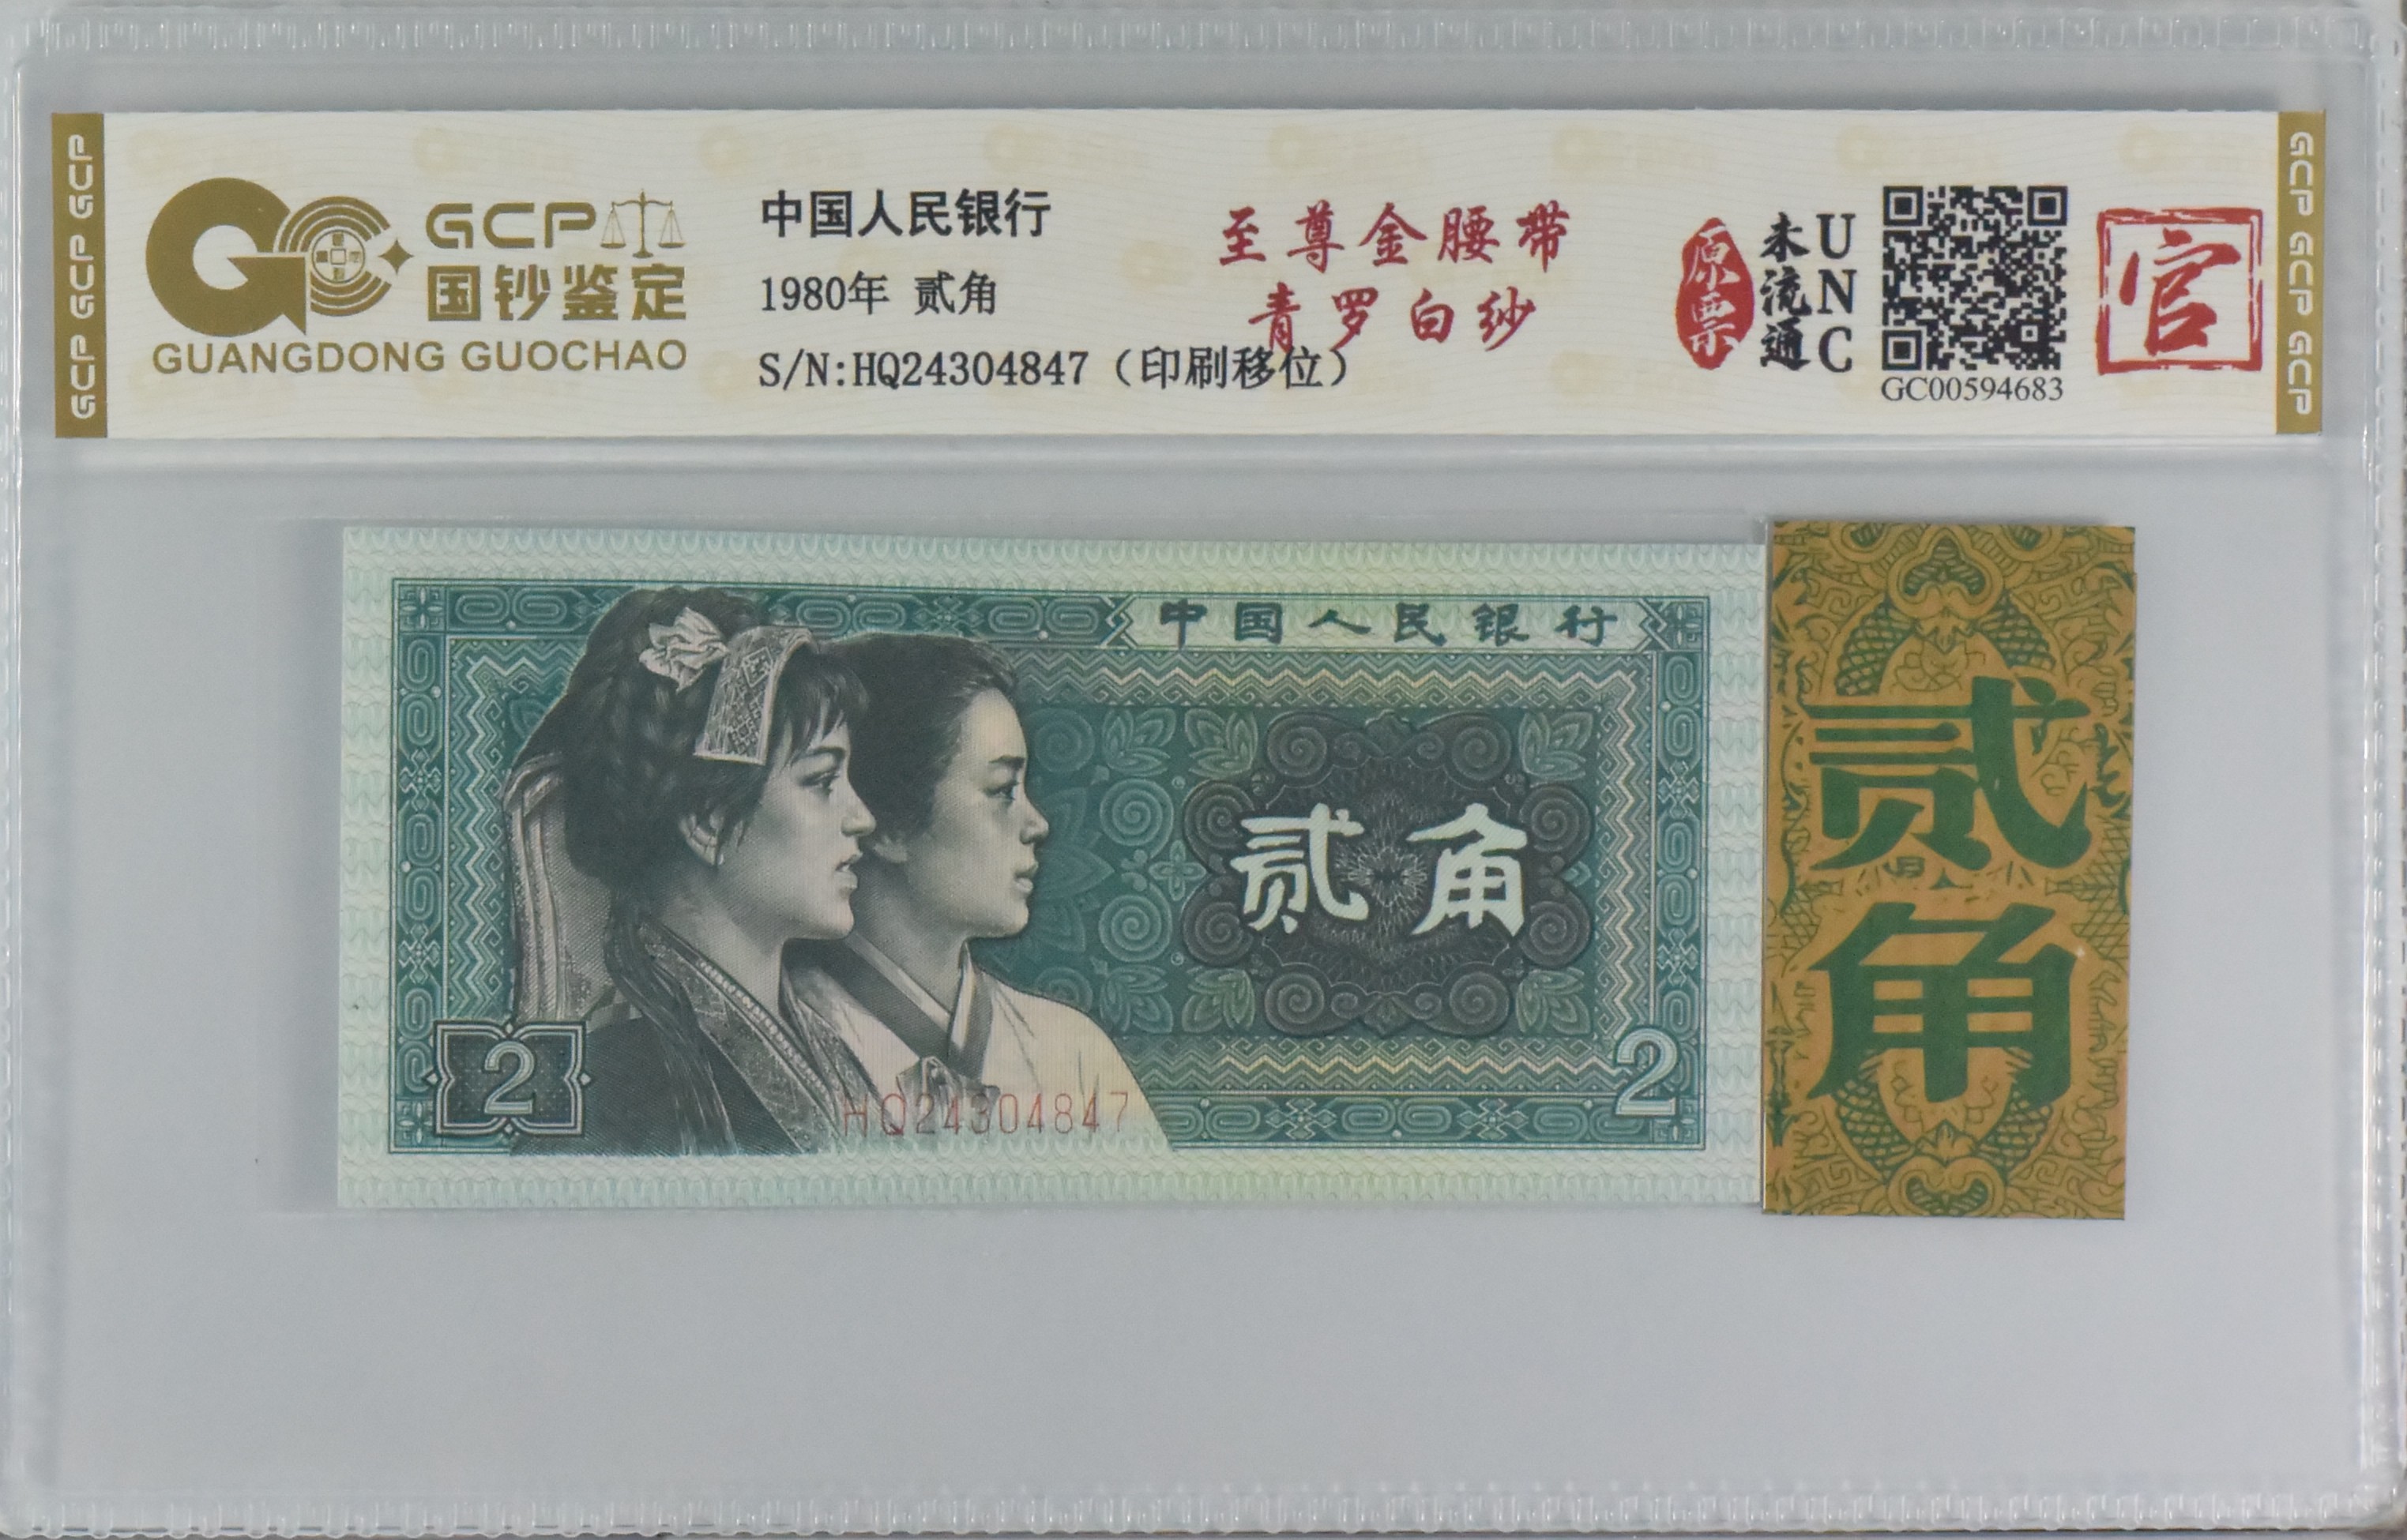 GCP GCP GCP
GCP
国钞鉴定
GUANGDONG GUOCHAO
中国人民银行
1980年 贰角
S/N:HQ24304847（印刷移位）
至尊金腰带
青罗白纱
原票
未流通
UNC
GC00594683
官
GCP GCP GCP
中国人民银行
贰角
2
2
HQ24304847
贰角